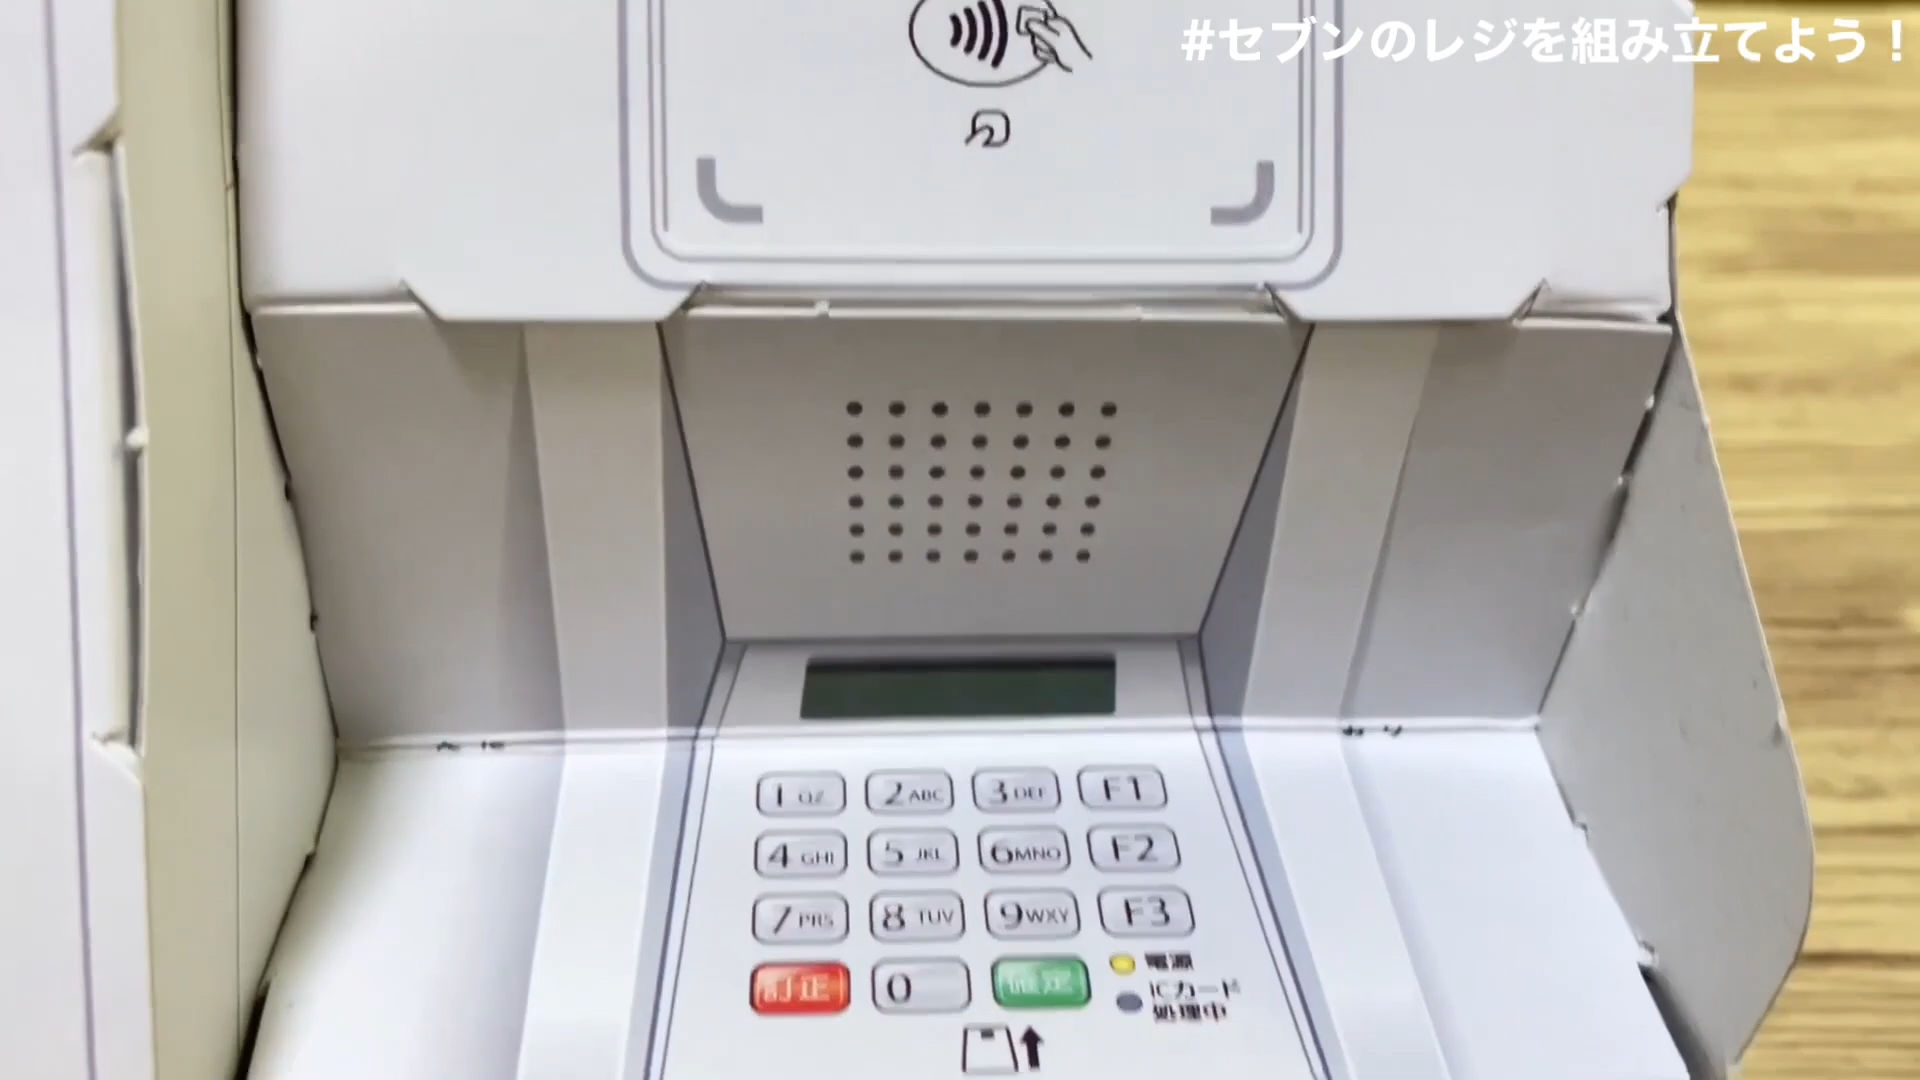 #セブンのレジを組み立てよう！
1 QZ 2 ABC 3 DEF F1
4 GHI 5 JKL 6 MNO F2
7 PRS 8 TUV 9 WXY F3
訂正 0 確定 電源
ICカード
処理中